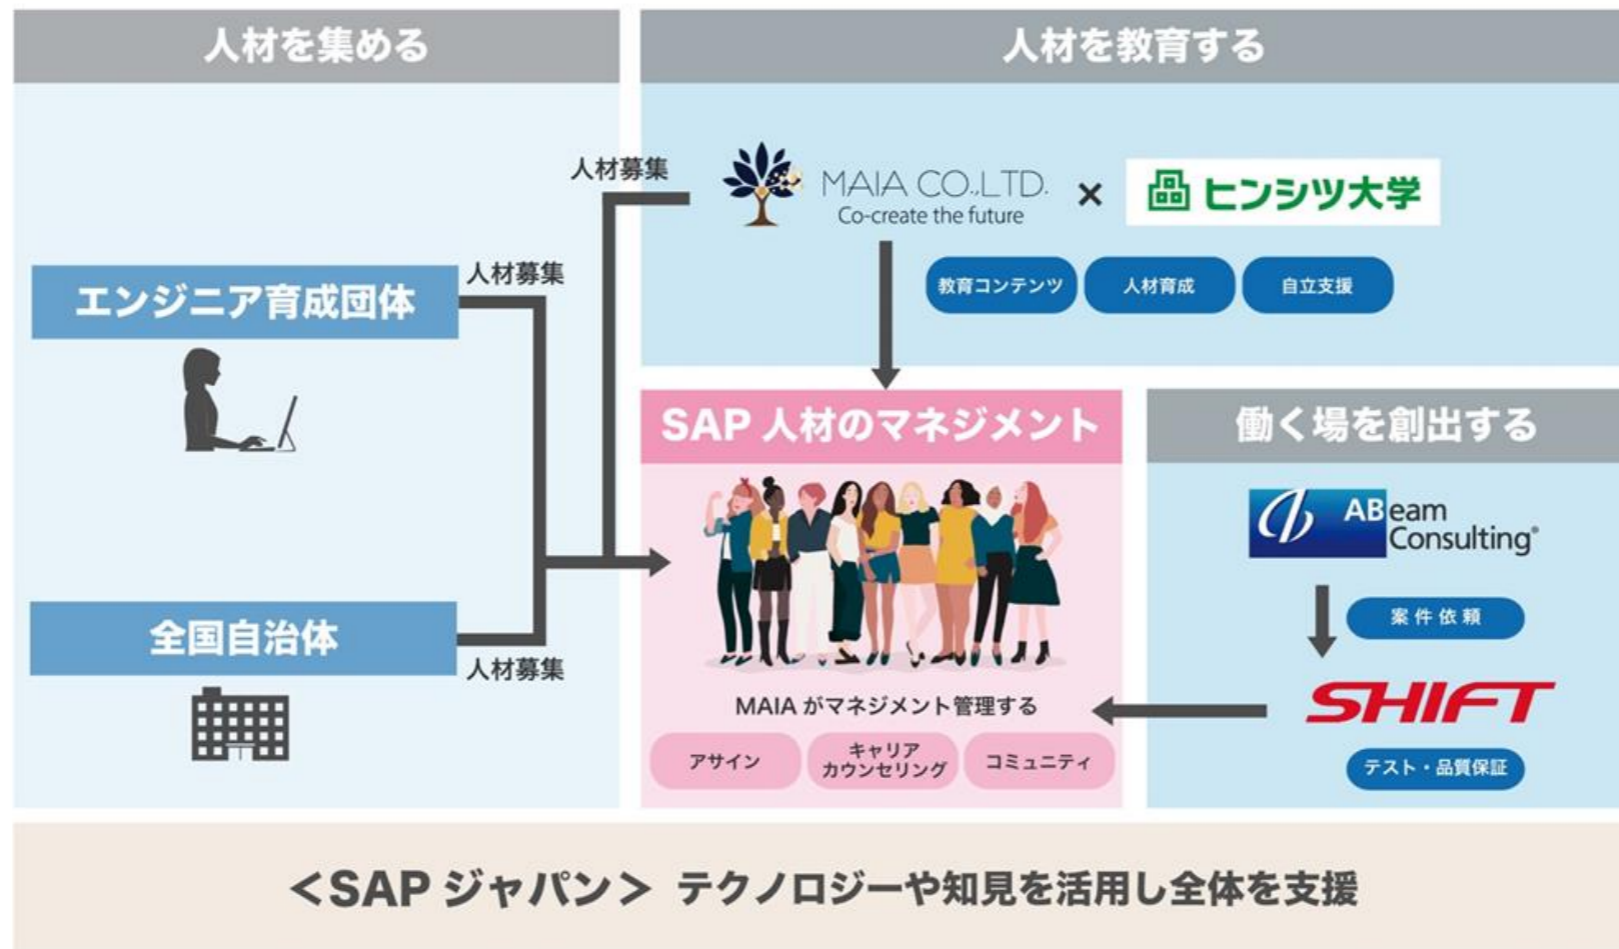 人材を集める
人材を教育する
人材募集
MAIA CO.,LTD.
Co-create the future
×
ヒンシツ大学
教育コンテンツ
人材育成
自立支援
人材募集
エンジニア育成団体
全国自治体
人材募集
SAP 人材のマネジメント
MAIA がマネジメント管理する
アサイン
キャリア
カウンセリング
コミュニティ
働く場を創出する
ABeam
Consulting®
案件依頼
SHIFT
テスト・品質保証
＜SAP ジャパン＞ テクノロジーや知見を活用し全体を支援